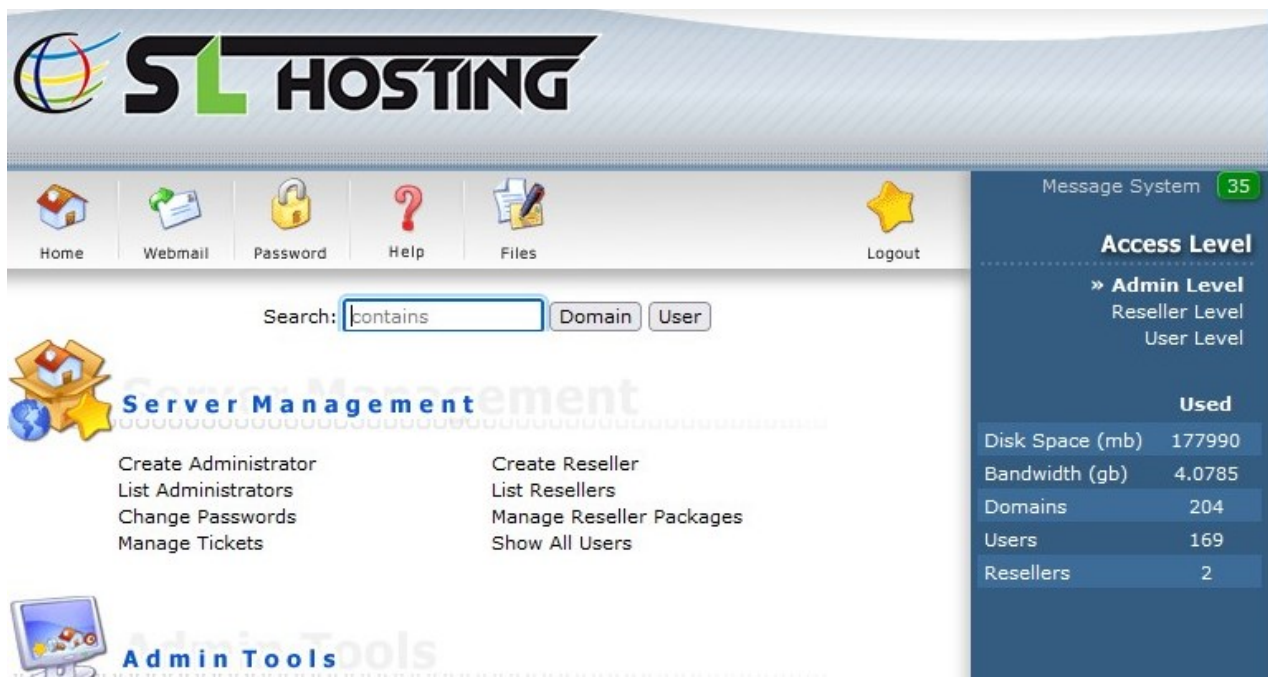 SL HOSTING
Home
Webmail
Password
Help
Files
Logout
Message System 35
Access Level
» Admin Level
Reseller Level
User Level
Search: contains Domain User
Server Management
Create Administrator
List Administrators
Change Passwords
Manage Tickets
Create Reseller
List Resellers
Manage Reseller Packages
Show All Users
Used
Disk Space (mb) 177990
Bandwidth (gb) 4.0785
Domains 204
Users 169
Resellers 2
Admin Tools